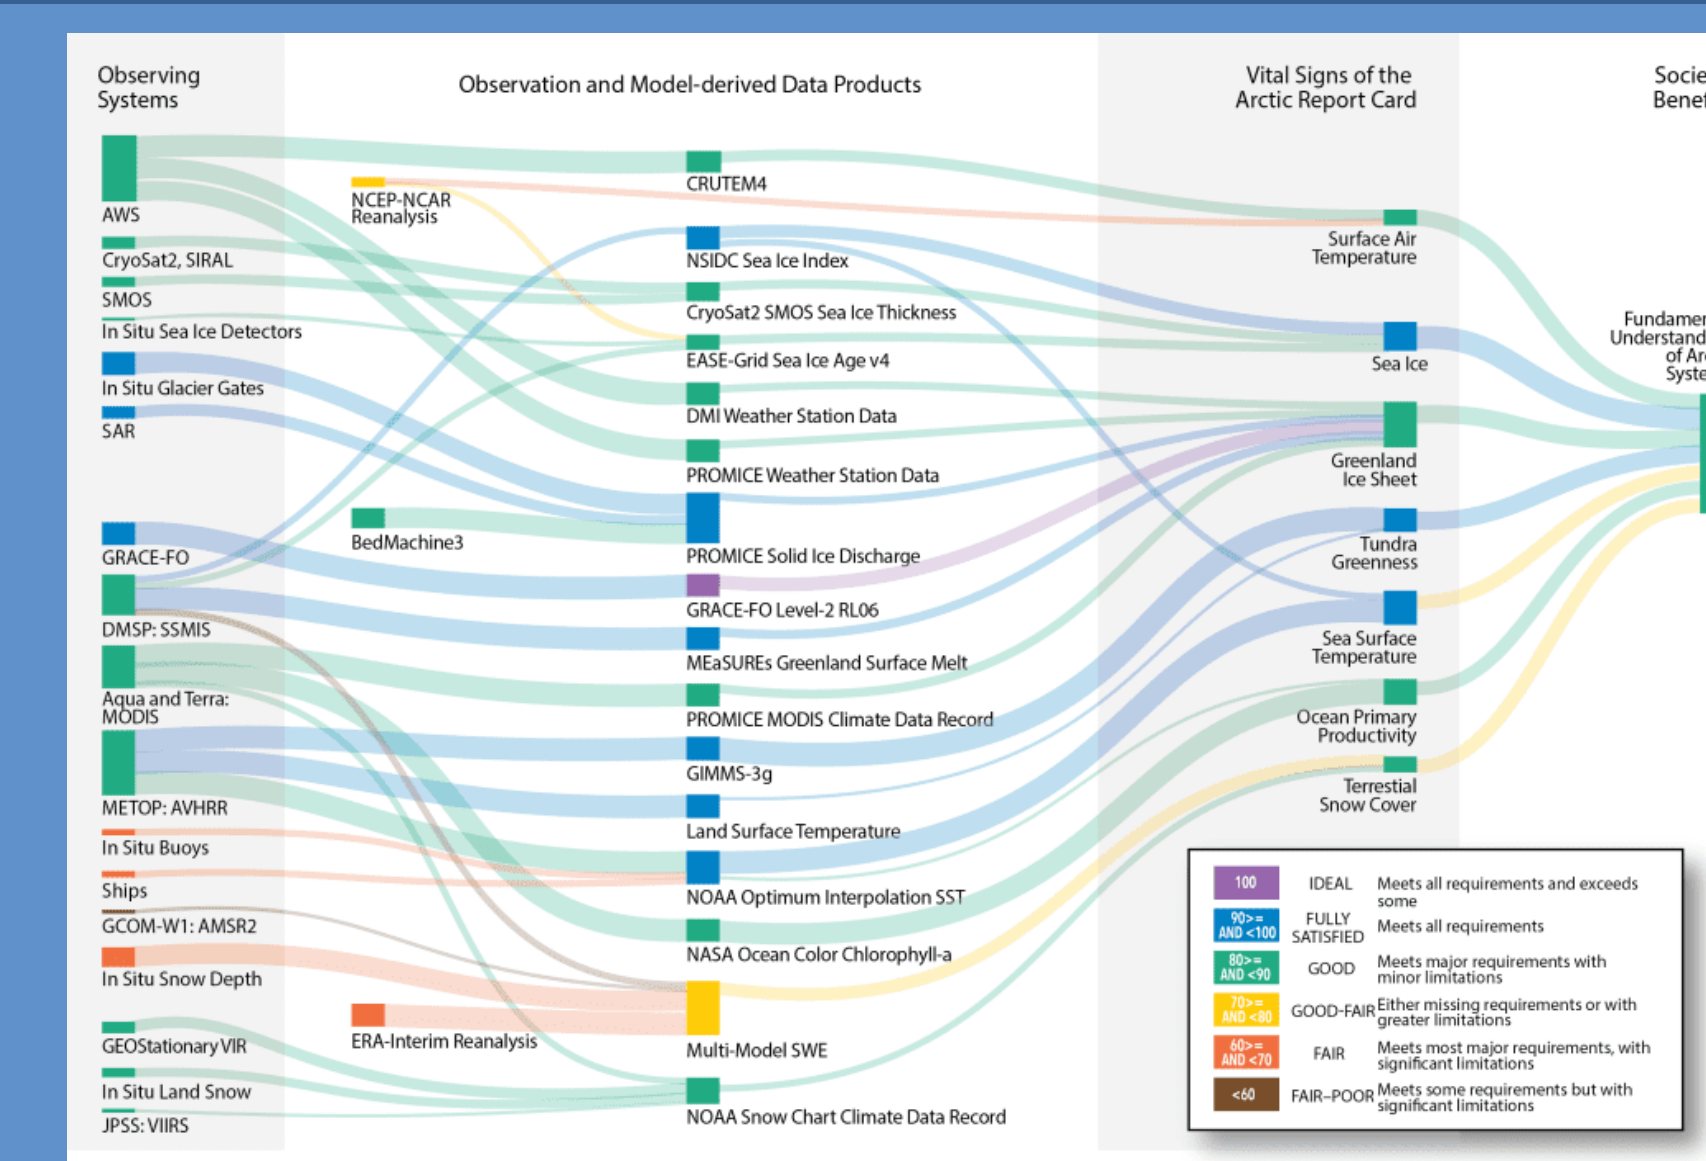 Observing
Systems
Observation and Model-derived Data Products
Vital Signs of the
Arctic Report Card
AWS
CryoSat2, SIRAL
SMOS
In Situ Sea Ice Detectors
In Situ Glacier Gates
SAR
GRACE-FO
DMSP: SSMIS
Aqua and Terra:
MODIS
METOP: AVHRR
In Situ Buoys
Ships
GCOM-W1: AMSR2
In Situ Snow Depth
GEOStationary VIR
In Situ Land Snow
JPSS: VIIRS
NCEP-NCAR
Reanalysis
BedMachine3
ERA-Interim Reanalysis
CRUTEM4
NSIDC Sea Ice Index
CryoSat2 SMOS Sea Ice Thickness
EASE-Grid Sea Ice Age v4
DMI Weather Station Data
PROMICE Weather Station Data
PROMICE Solid Ice Discharge
GRACE-FO Level-2 RL06
MEaSUREs Greenland Surface Melt
PROMICE MODIS Climate Data Record
GIMMS-3g
Land Surface Temperature
NOAA Optimum Interpolation SST
NASA Ocean Color Chlorophyll-a
Multi-Model SWE
NOAA Snow Chart Climate Data Record
Surface Air
Temperature
Sea Ice
Greenland
Ice Sheet
Tundra
Greenness
Sea Surface
Temperature
Ocean Primary
Productivity
Terrestial
Snow Cover
of
100 IDEAL Meets all requirements and exceeds
some
90>=
AND <100
FULLY
SATISFIED
Meets all requirements
80>=
AND <90
GOOD
Meets major requirements with
minor limitations
70>=
AND <80
GOOD-FAIR
Either missing requirements or with
greater limitations
60>=
AND <70
FAIR
Meets most major requirements, with
significant limitations
<60
FAIR–POOR
Meets some requirements but with
significant limitations